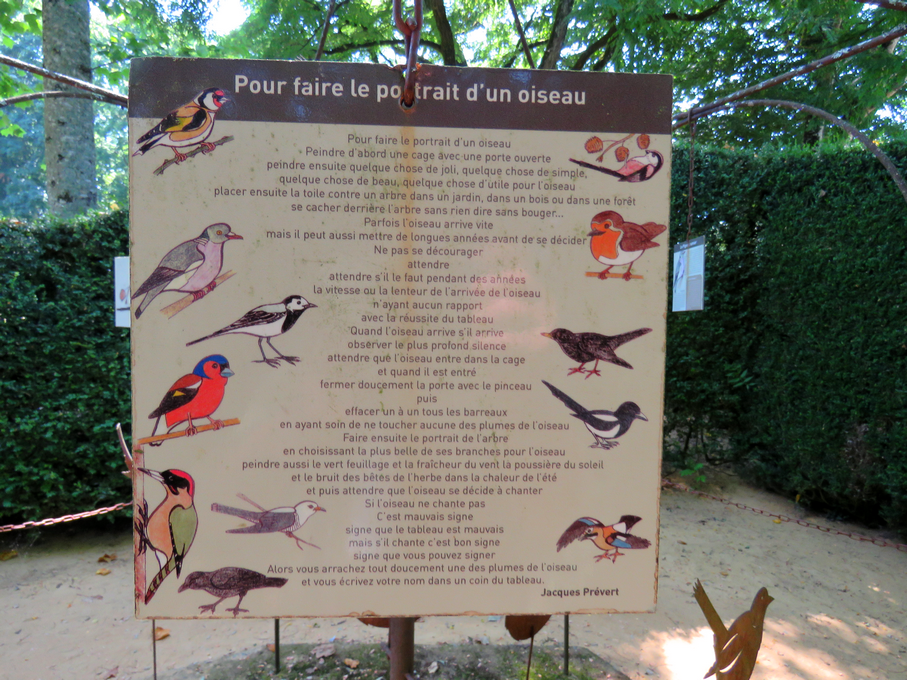 Pour faire le portrait d'un oiseau
Pour faire le portrait d'un oiseau
Peindre d'abord une cage avec une porte ouverte
peindre ensuite quelque chose de joli, quelque chose de simple,
quelque chose de beau, quelque chose d'utile pour l'oiseau
placer ensuite la toile contre un arbre dans un jardin, dans un bois ou dans une forêt
se cacher derrière l'arbre sans rien dire sans bouger...
Parfois l'oiseau arrive vite
mais il peut aussi mettre de longues années avant de se décider
Ne pas se décourager
attendre
attendre s'il le faut pendant des années
la vitesse ou la lenteur de l'arrivée de l'oiseau
n'ayant aucun rapport
avec la réussite du tableau
Quand l'oiseau arrive s'il arrive
observer le plus profond silence
attendre que l'oiseau entre dans la cage
et quand il est entré
fermer doucement la porte avec le pinceau
puis
effacer un à un tous les barreaux
en ayant soin de ne toucher aucune des plumes de l'oiseau
Faire ensuite le portrait de l'arbre
en choisissant la plus belle de ses branches pour l'oiseau
peindre aussi le vert feuillage et la fraîcheur du vent la poussière du soleil
et le bruit des bêtes de l'herbe dans la chaleur de l'été
et puis attendre que l'oiseau se décide à chanter
Si l'oiseau ne chante pas
C'est mauvais signe
signe que le tableau est mauvais
mais s'il chante c'est bon signe
signe que vous pouvez signer
Alors vous arrachez tout doucement une des plumes de l'oiseau
et vous écrivez votre nom dans un coin du tableau.
Jacques Prévert